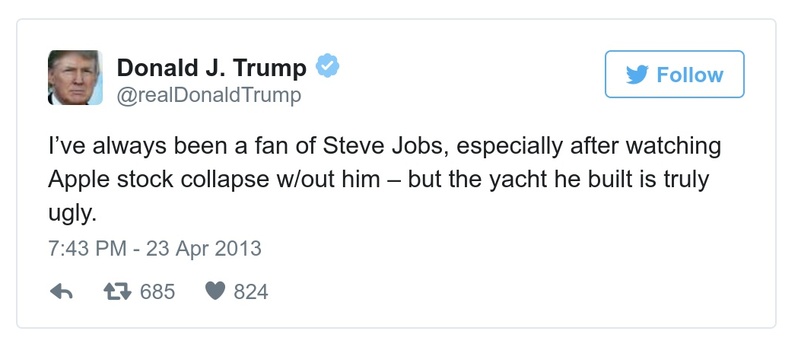 Donald J. Trump
@realDonaldTrump
Follow
I’ve always been a fan of Steve Jobs, especially after watching
Apple stock collapse w/out him – but the yacht he built is truly
ugly.
7:43 PM - 23 Apr 2013
685 824